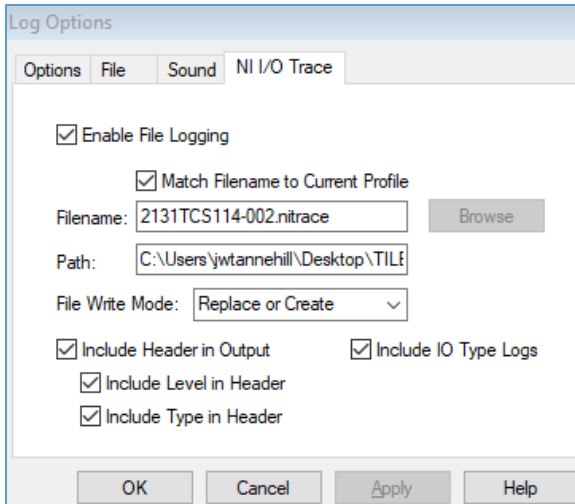 Log Options
Options File Sound NI I/O Trace
Enable File Logging
Match Filename to Current Profile
Filename: 2131TCS114-002.nitrace Browse
Path: C:\Users\jwtannehill\Desktop\TILE
File Write Mode: Replace or Create
Include Header in Output Include IO Type Logs
Include Level in Header
Include Type in Header
OK Cancel Apply Help